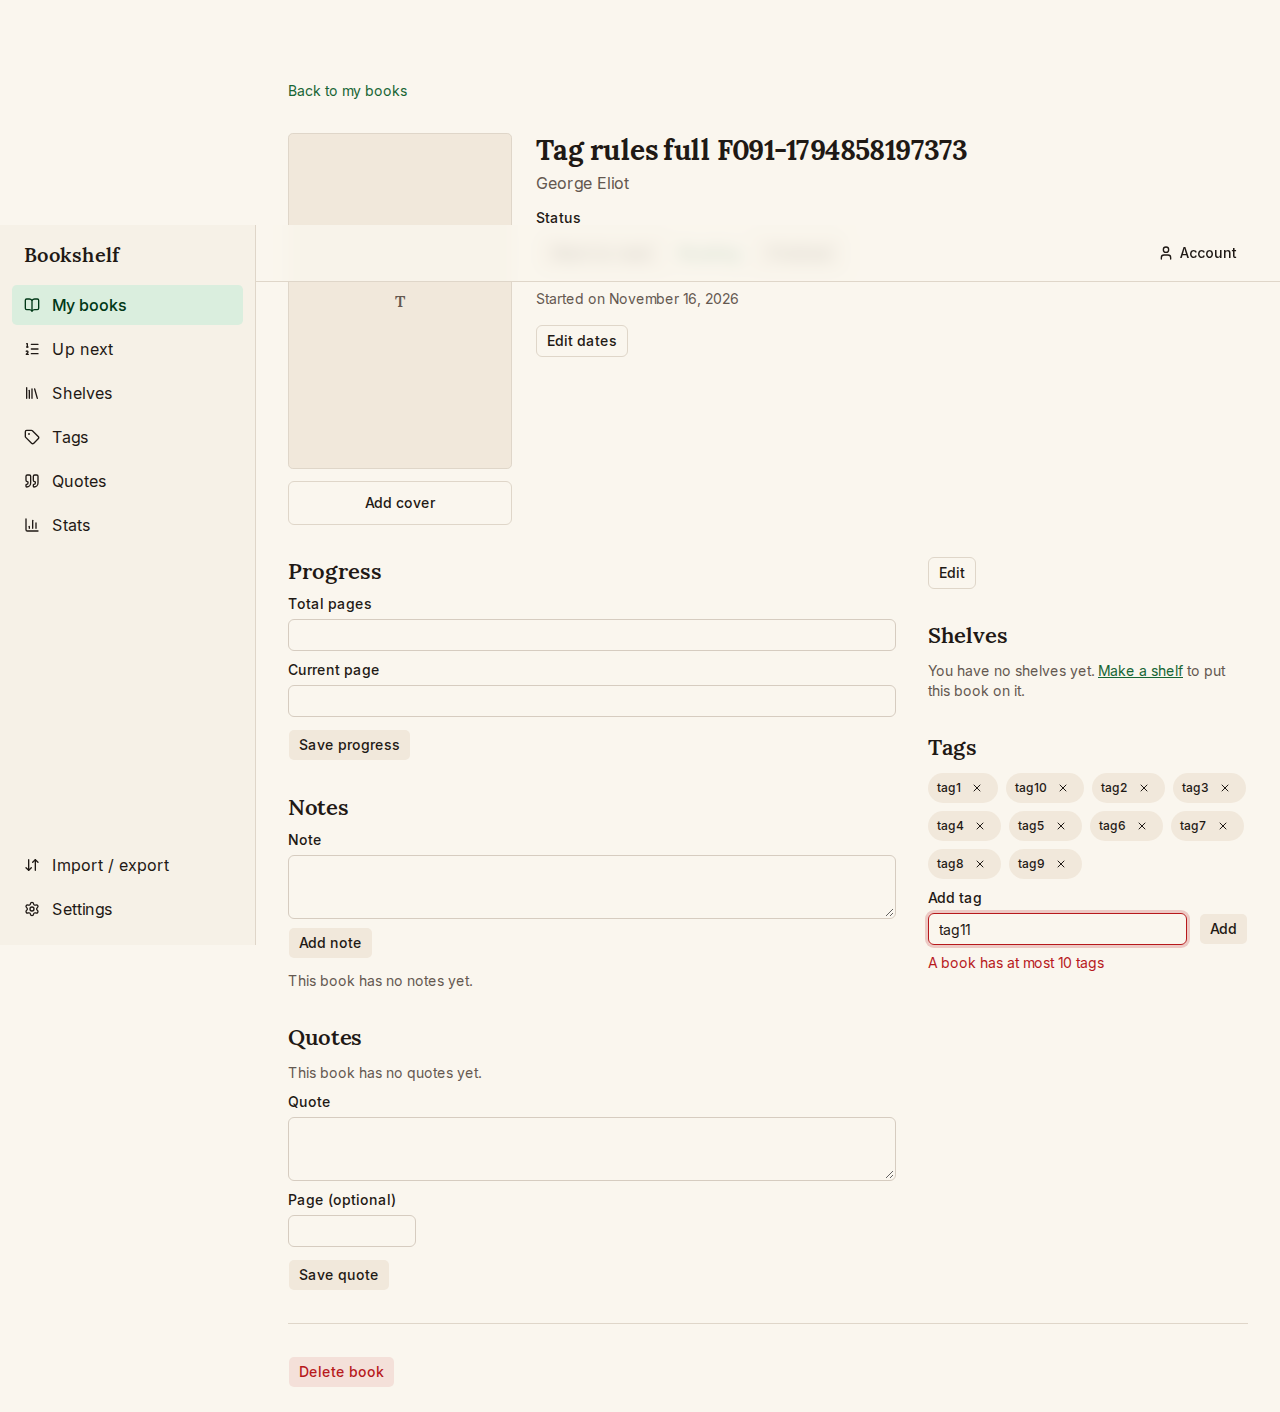 Back to my books
Tag rules full F091-1794858197373
George Eliot
Status
Bookshelf
Account
My books
Up next
Shelves
Tags
Quotes
Stats
Import / export
Settings
T
Started on November 16, 2026
Edit dates
Add cover
Progress
Total pages
Current page
Save progress
Notes
Note
Add note
This book has no notes yet.
Quotes
This book has no quotes yet.
Quote
Page (optional)
Save quote
Delete book
Edit
Shelves
You have no shelves yet. Make a shelf to put
this book on it.
Tags
tag1 tag10 tag2 tag3
tag4 tag5 tag6 tag7
tag8 tag9
Add tag
tag11 Add
A book has at most 10 tags